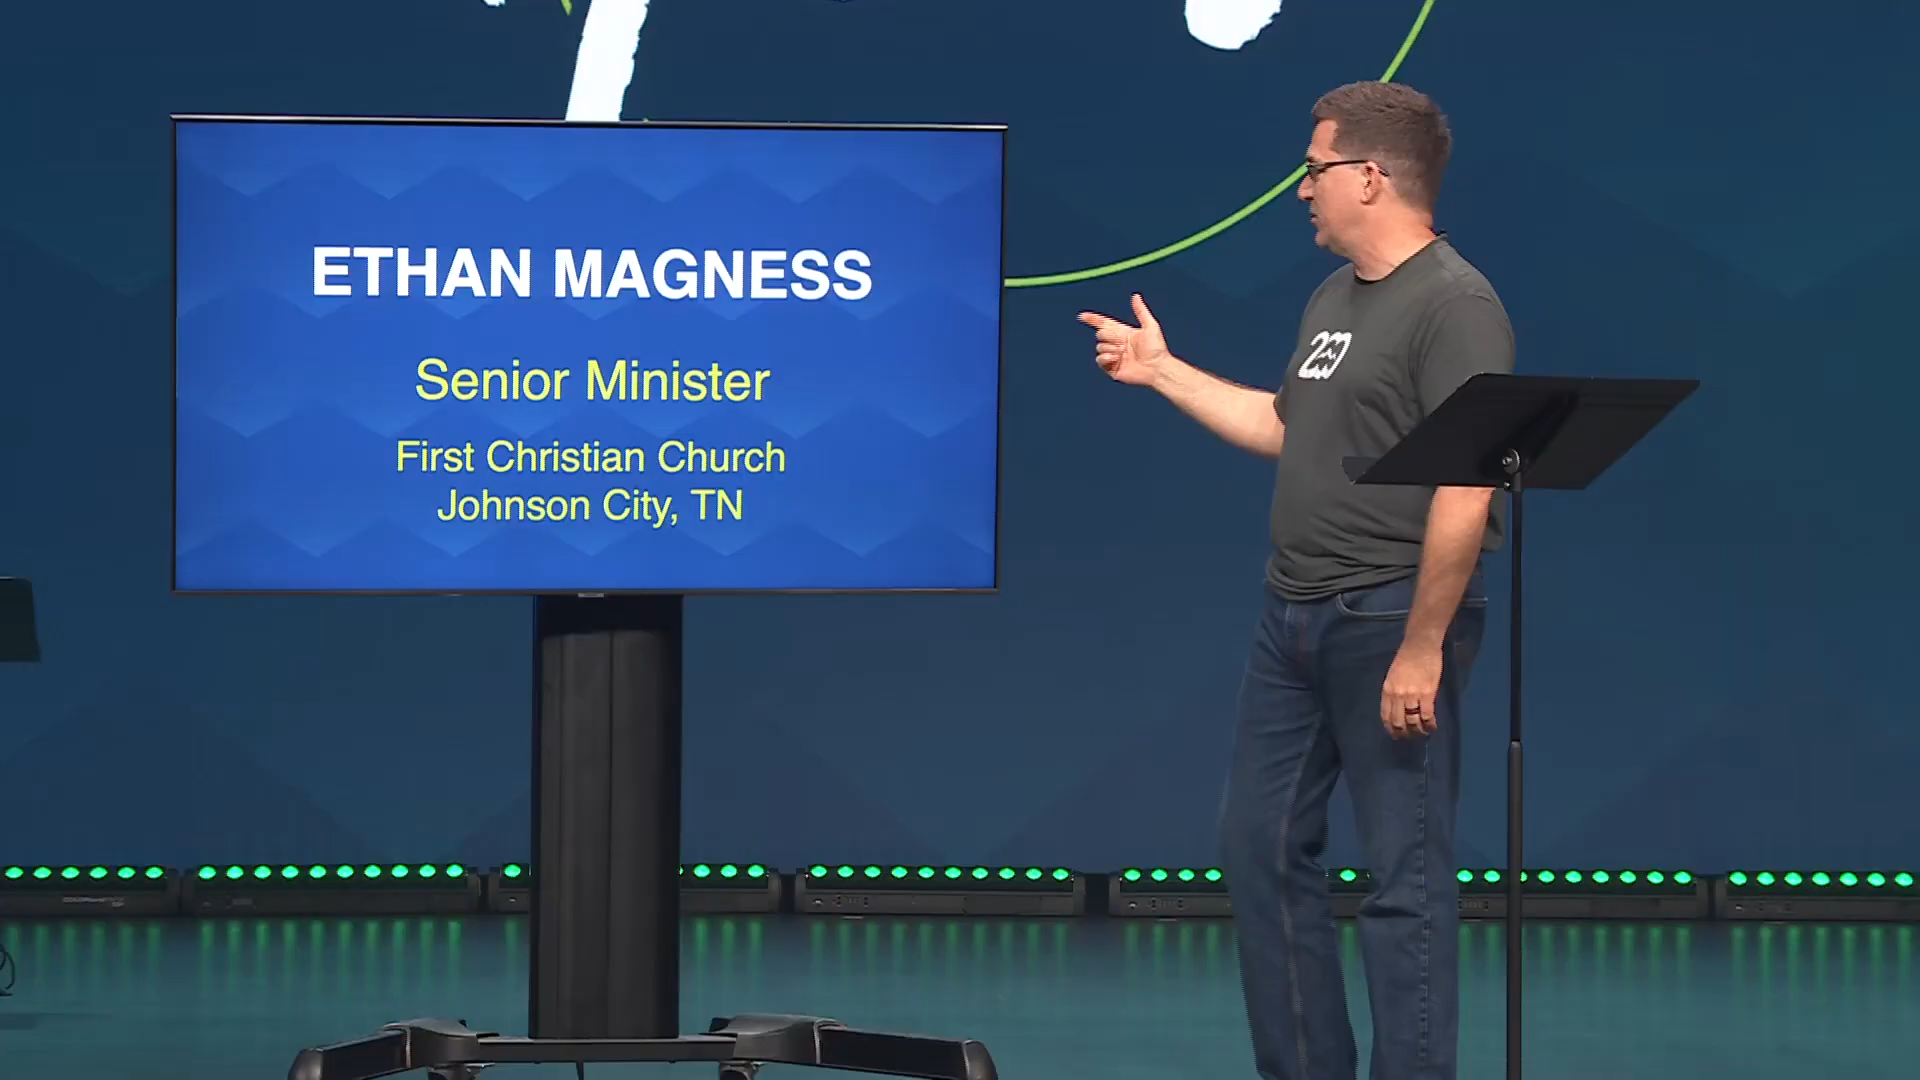 ETHAN MAGNESS
Senior Minister
First Christian Church
Johnson City, TN